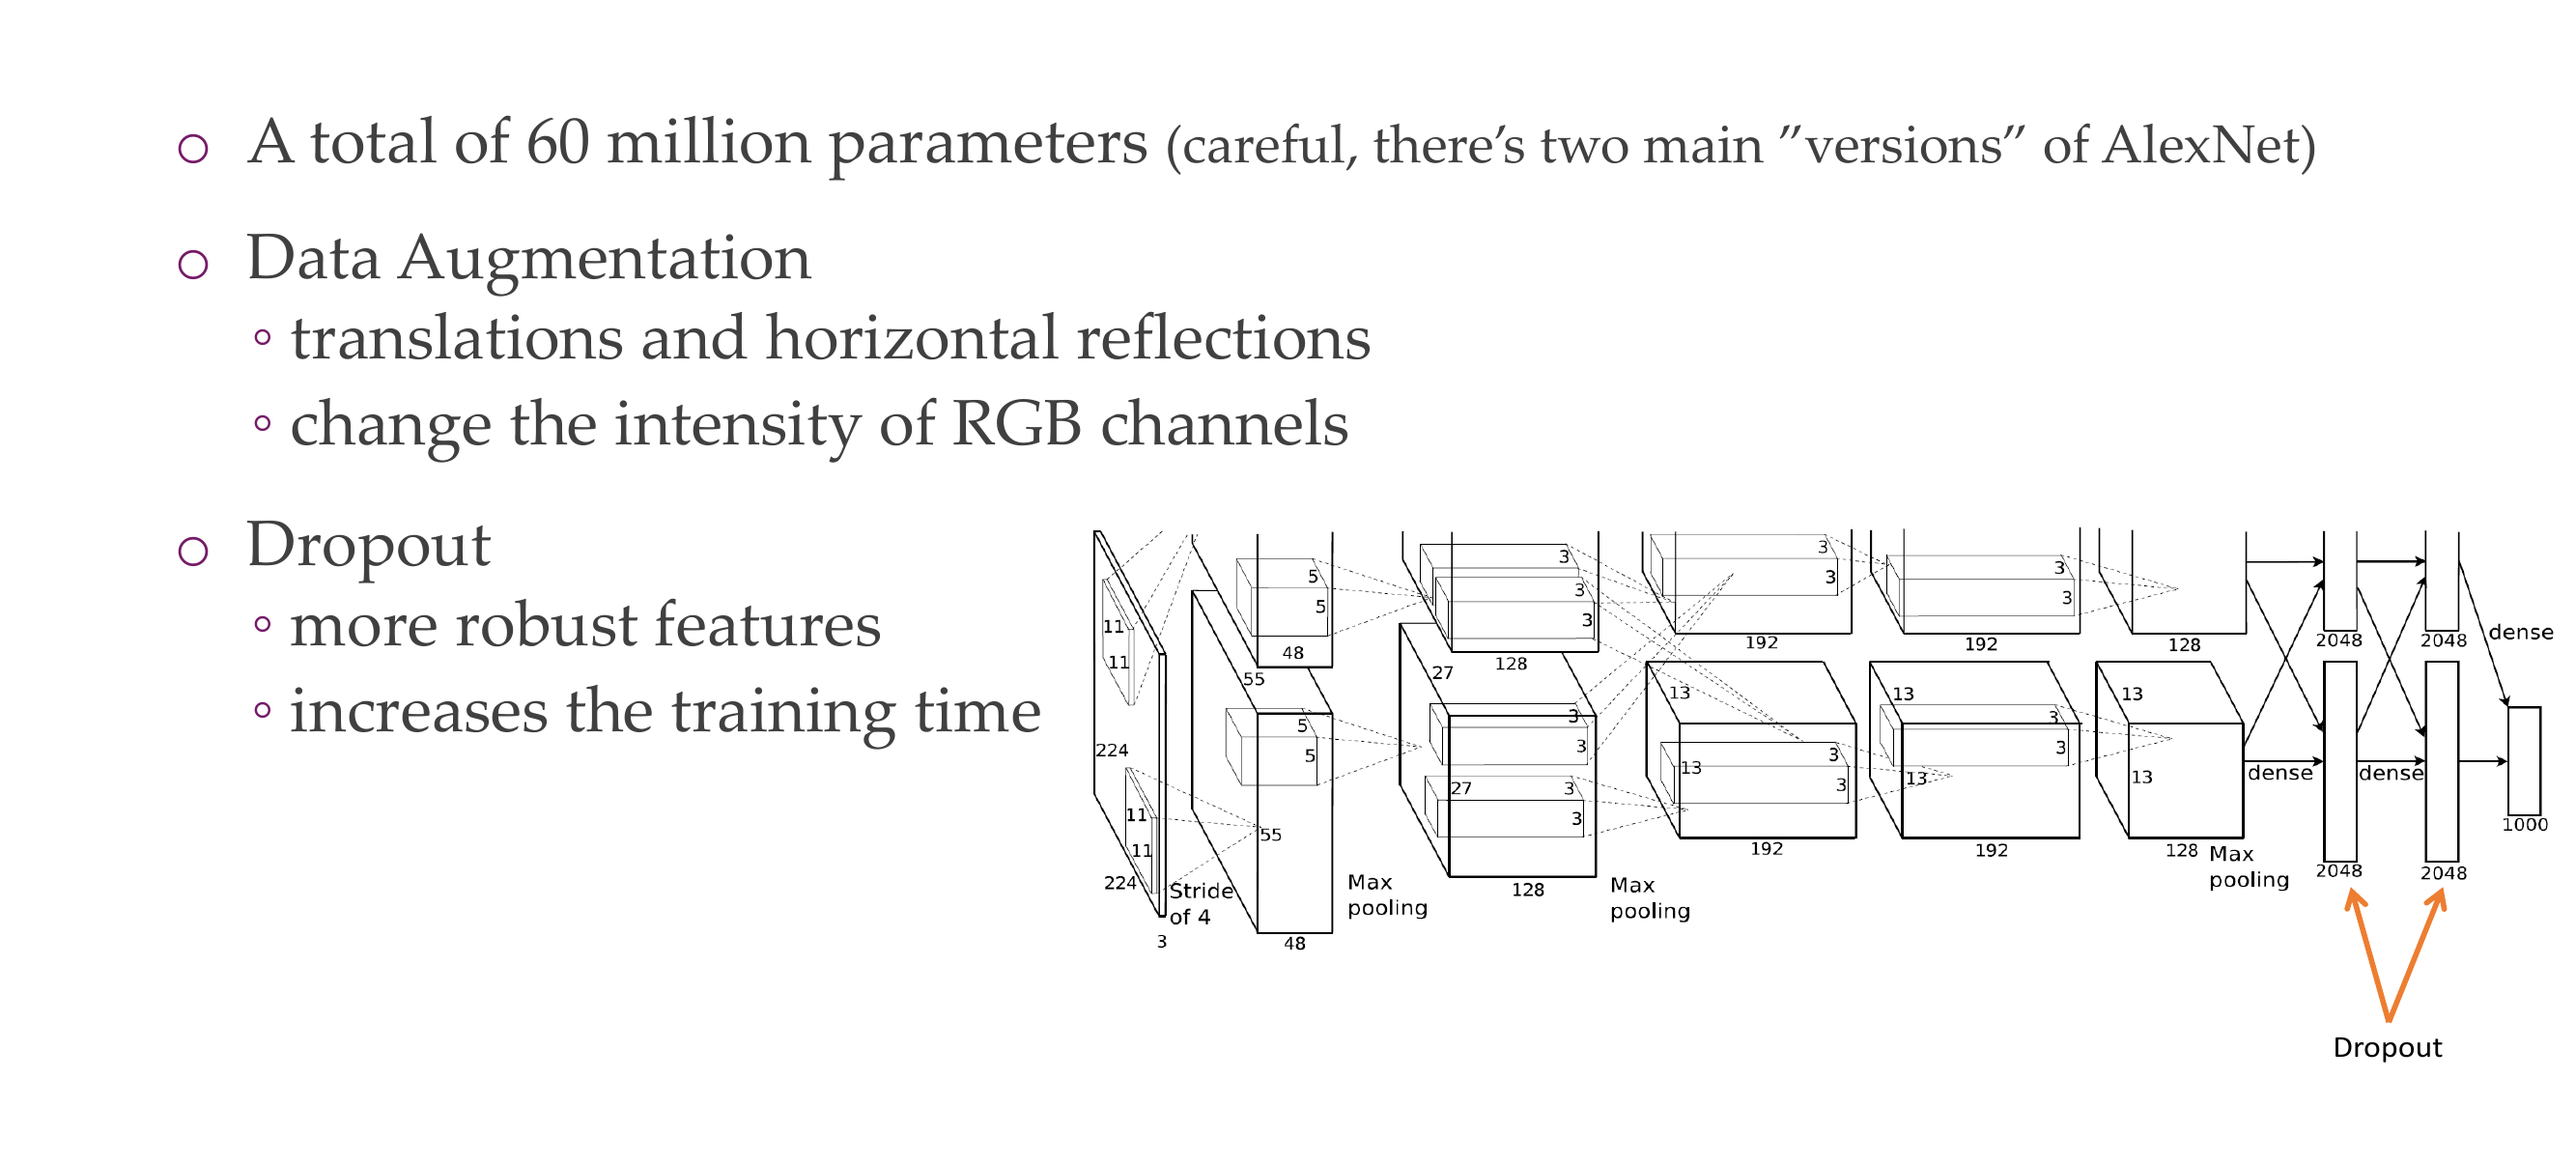 A total of 60 million parameters (careful, there’s two main ”versions” of AlexNet)
Data Augmentation
translations and horizontal reflections
change the intensity of RGB channels
Dropout
more robust features
increases the training time
11
11
224
11
11
224
3
Stride
of 4
5
5
48
55
5
5
55
48
Max
pooling
3
3
3
3
128
27
3
3
27
3
3
128
Max
pooling
3
3
192
13
3
3
13
192
3
3
192
13
3
3
13
192
128
13
13
128
Max
pooling
dense
2048
dense
2048
2048
2048
dense
1000
Dropout